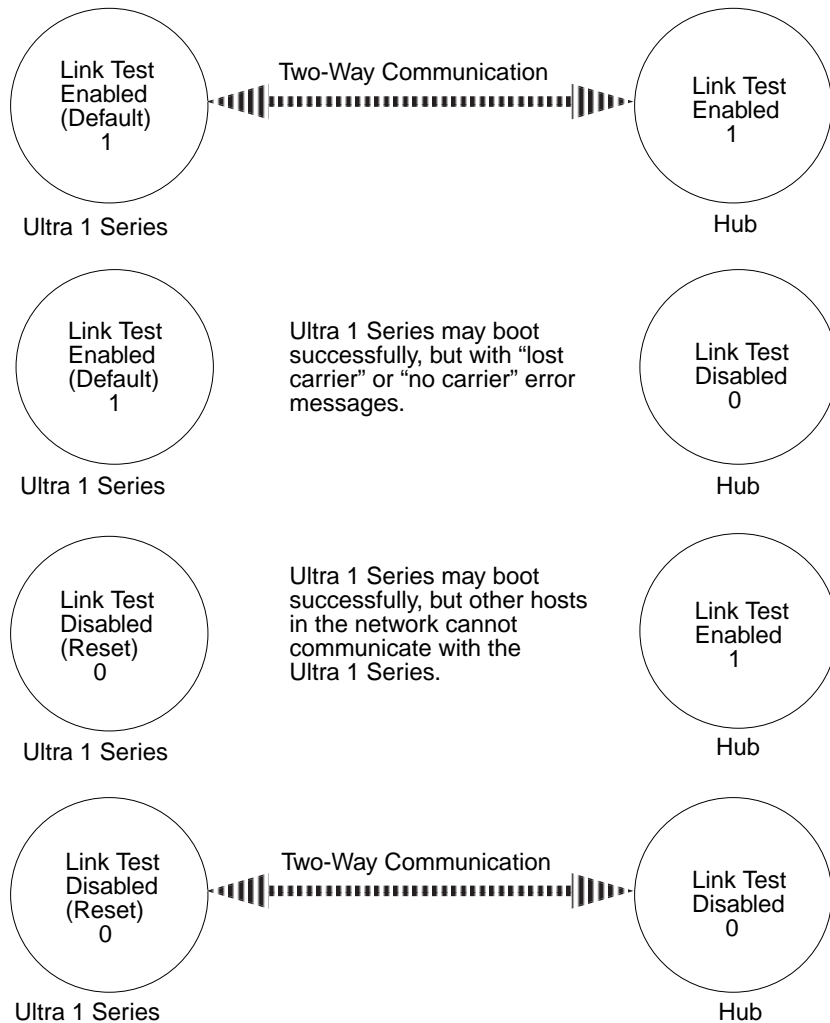 Link Test
Enabled
(Default)
1
Two-Way Communication
Link Test
Enabled
1
Ultra 1 Series
Hub
Link Test
Enabled
(Default)
1
Ultra 1 Series may boot
successfully, but with “lost
carrier” or “no carrier” error
messages.
Link Test
Disabled
0
Ultra 1 Series
Hub
Link Test
Disabled
(Reset)
0
Ultra 1 Series may boot
successfully, but other hosts
in the network cannot
communicate with the
Ultra 1 Series.
Link Test
Enabled
1
Ultra 1 Series
Hub
Link Test
Disabled
(Reset)
0
Two-Way Communication
Link Test
Disabled
0
Ultra 1 Series
Hub